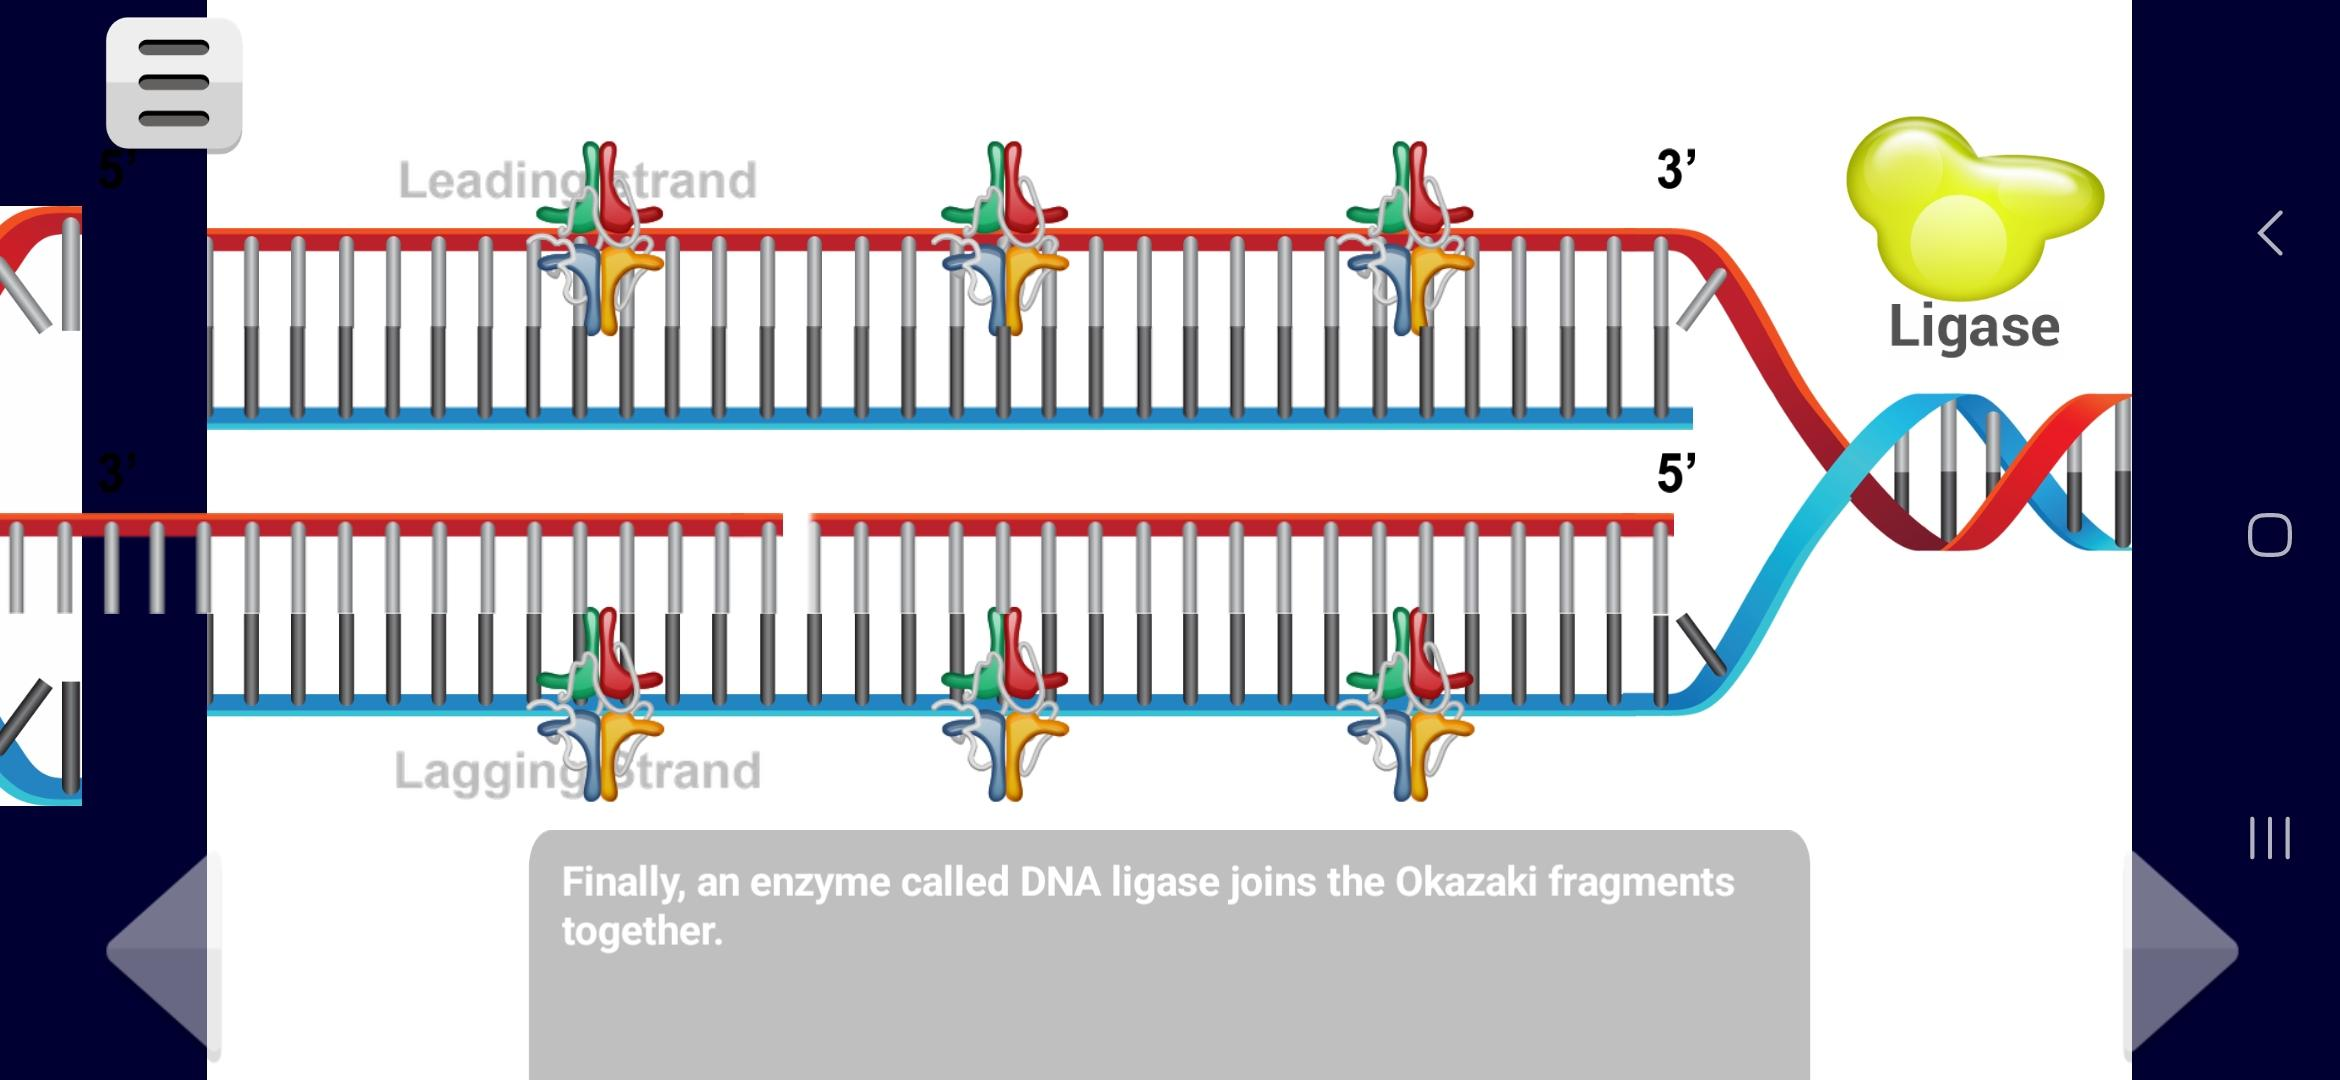 5’
Leading strand
3’
Ligase
3’
5’
Lagging strand
Finally, an enzyme called DNA ligase joins the Okazaki fragments
together.